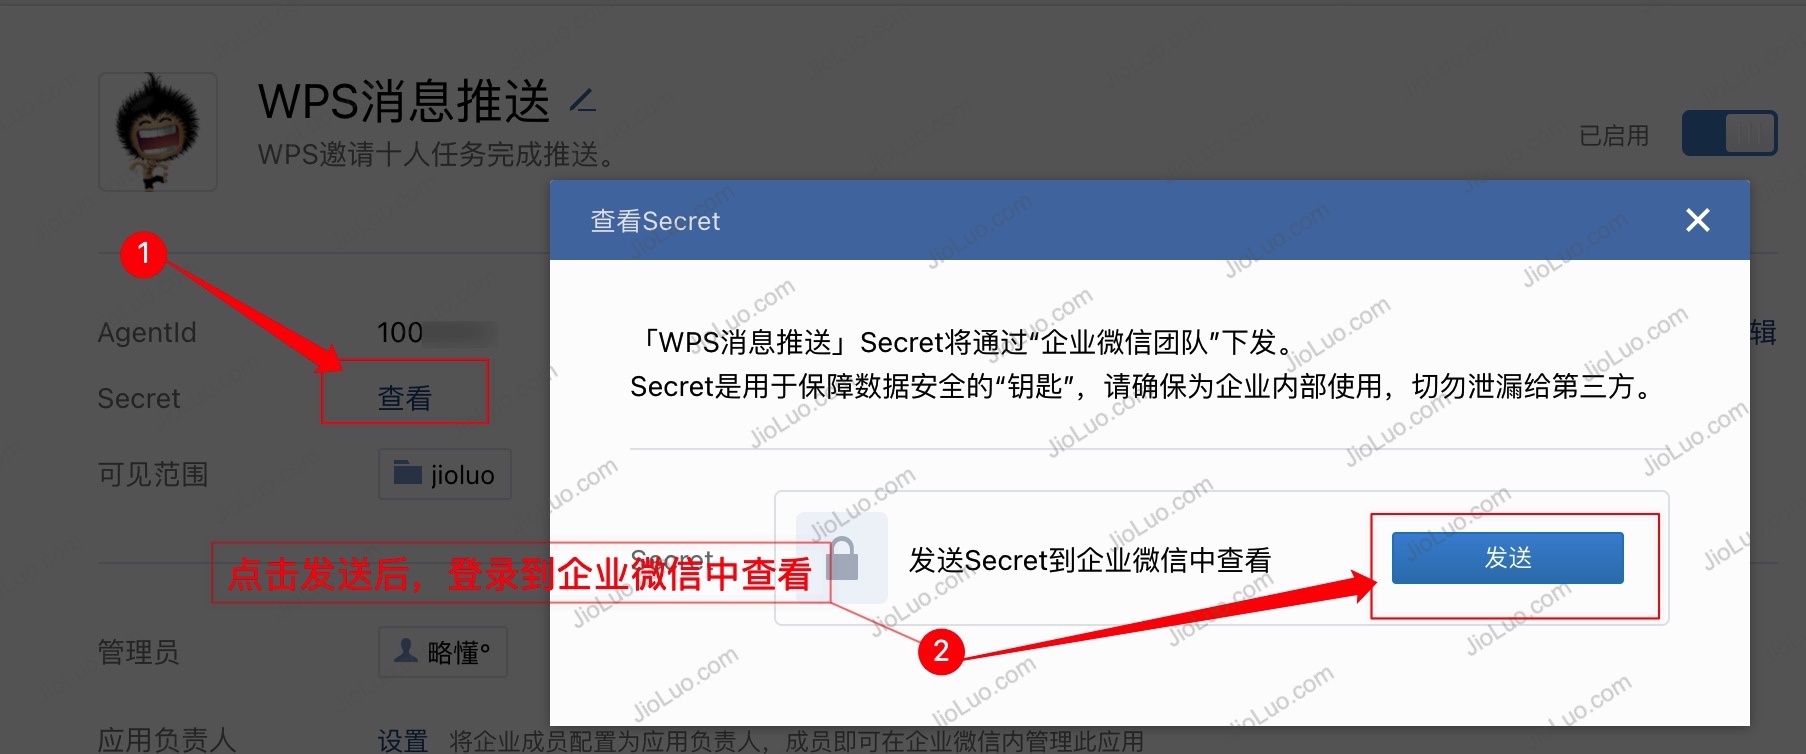 WPS消息推送
WPS邀请十人任务完成推送。
已启用
查看Secret
1
AgentId 100
辑
「WPS消息推送」Secret将通过“企业微信团队”下发。
Secret 查看
Secret是用于保障数据安全的“钥匙”，请确保为企业内部使用，切勿泄漏给第三方。
可见范围 jioluo
Secret
发送Secret到企业微信中查看
发送
点击发送后，登录到企业微信中查看
2
管理员 略懂°
应用负责人 设置 将企业成员配置为应用负责人，成员即可在企业微信内管理此应用
JioLuo.com